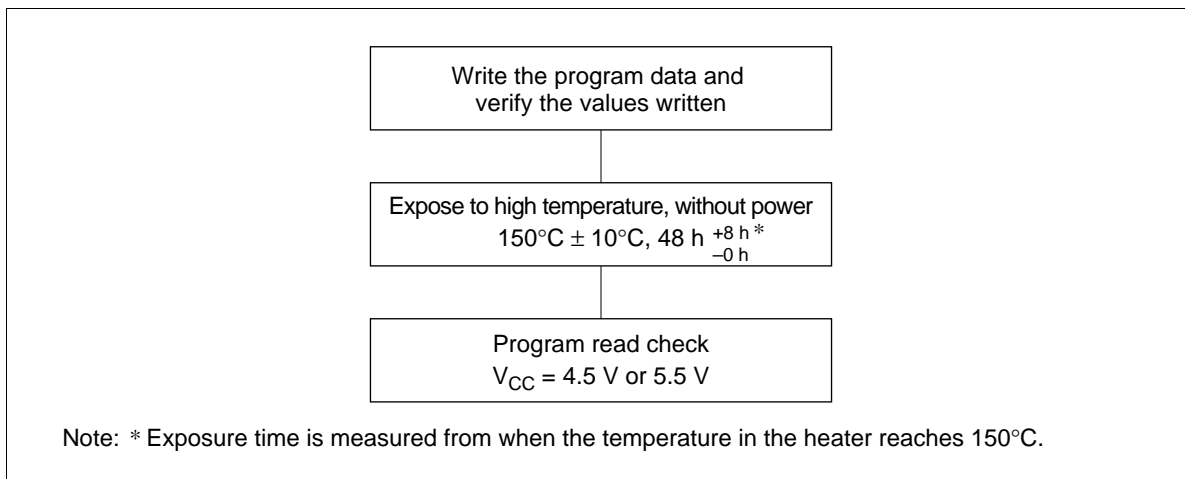 Write the program data and
verify the values written
Expose to high temperature, without power
150°C ± 10°C, 48 h +8 h *
–0 h
Program read check
VCC = 4.5 V or 5.5 V
Note: * Exposure time is measured from when the temperature in the heater reaches 150°C.